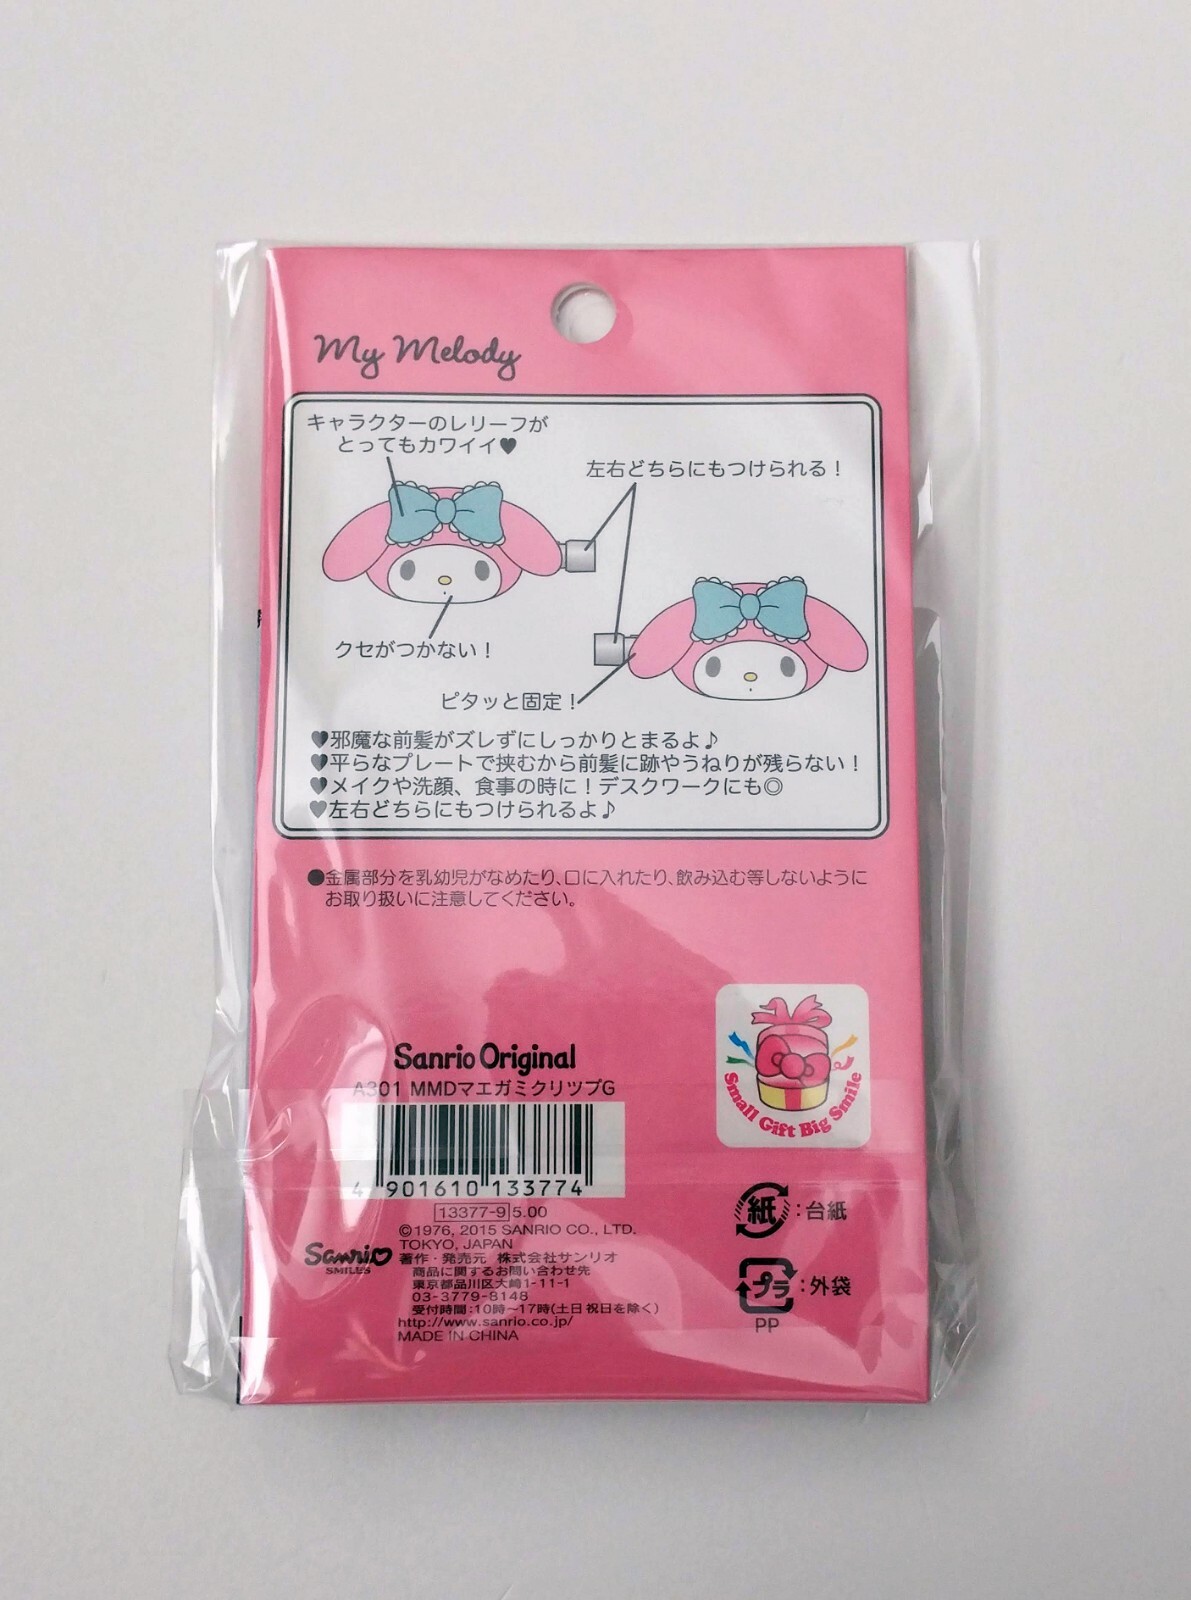 My Melody
キャラクターのレリーフが
とってもカワイイ♥
左右どちらにもつけられる！
クセがつかない！
ピタッと固定！
♥邪魔な前髪がズレずにしっかりとまるよ♪
♥平らなプレートで挟むから前髪に跡やうねりが残らない！
♥メイクや洗顔、食事の時に！デスクワークにも◎
♥左右どちらにもつけられるよ♪
●金属部分を乳幼児がなめたり、口に入れたり、飲み込む等しないように
お取り扱いに注意してください。
Small Gift Big Smile
Sanrio Original
A301 MMDマエガミクリップG
4 901610 133774
13377-9 5.00
©1976, 2015 SANRIO CO., LTD.
TOKYO, JAPAN
Sanrio
SMILES
著作・発売元 株式会社サンリオ
商品に関するお問い合わせ先
東京都品川区大崎1-11-1
03-3779-8148
受付時間:10時〜17時(土日祝日を除く)
http://www.sanrio.co.jp/
MADE IN CHINA
紙:台紙
プラ:外袋
PP